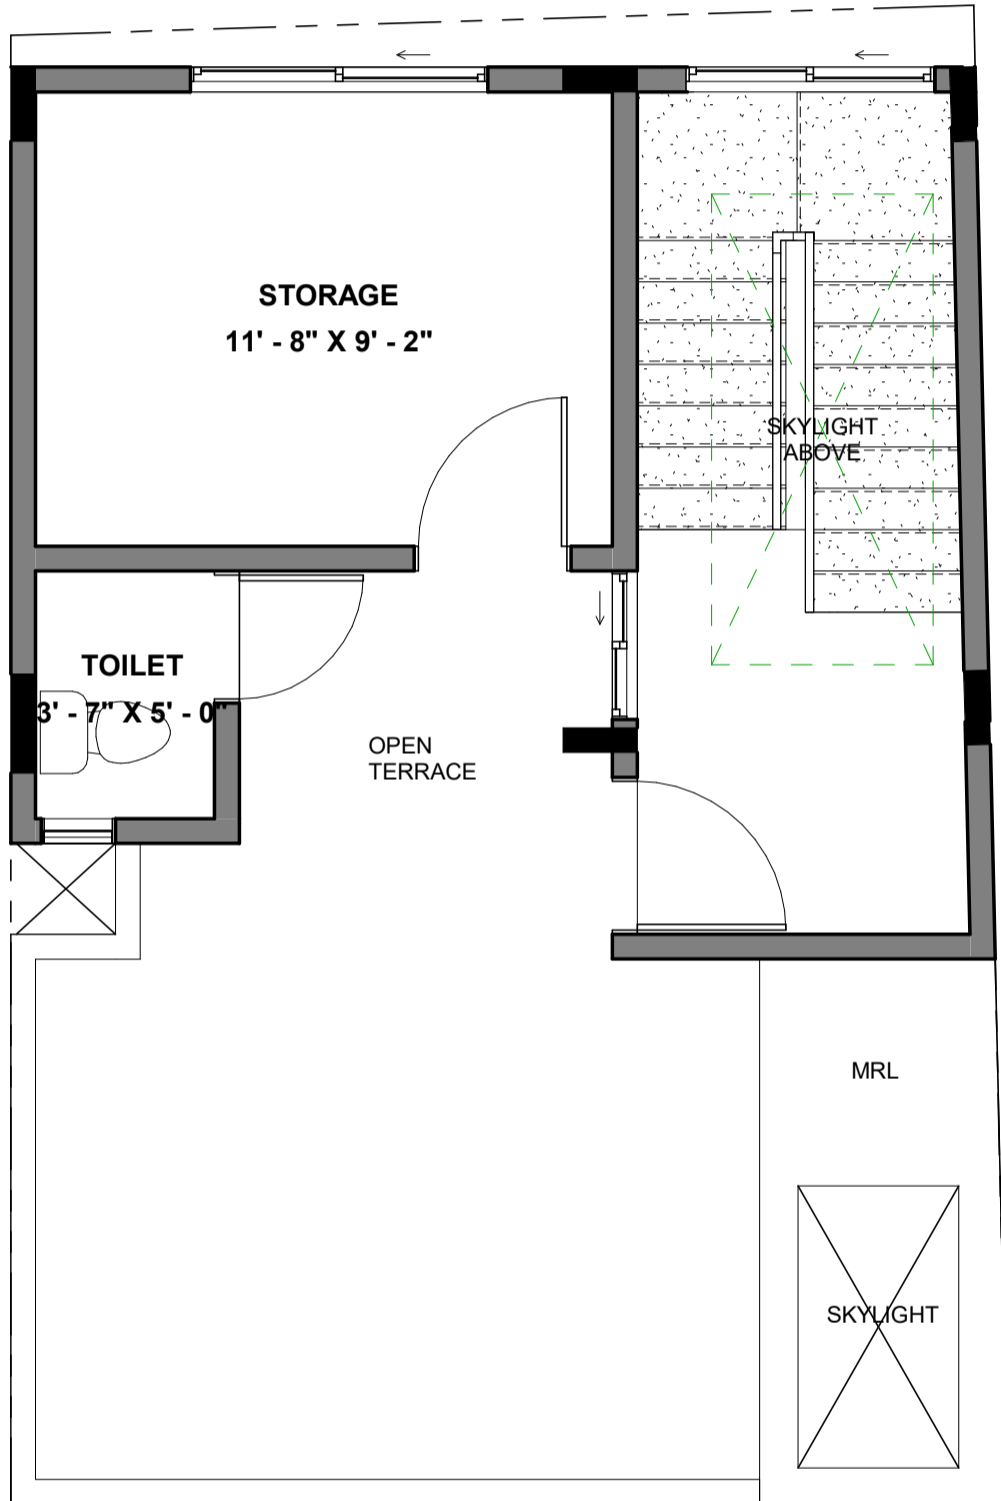 STORAGE
11' - 8" X 9' - 2"
SKYLIGHT
ABOVE
TOILET
3' - 7" X 5' - 0"
OPEN
TERRACE
MRL
SKYLIGHT